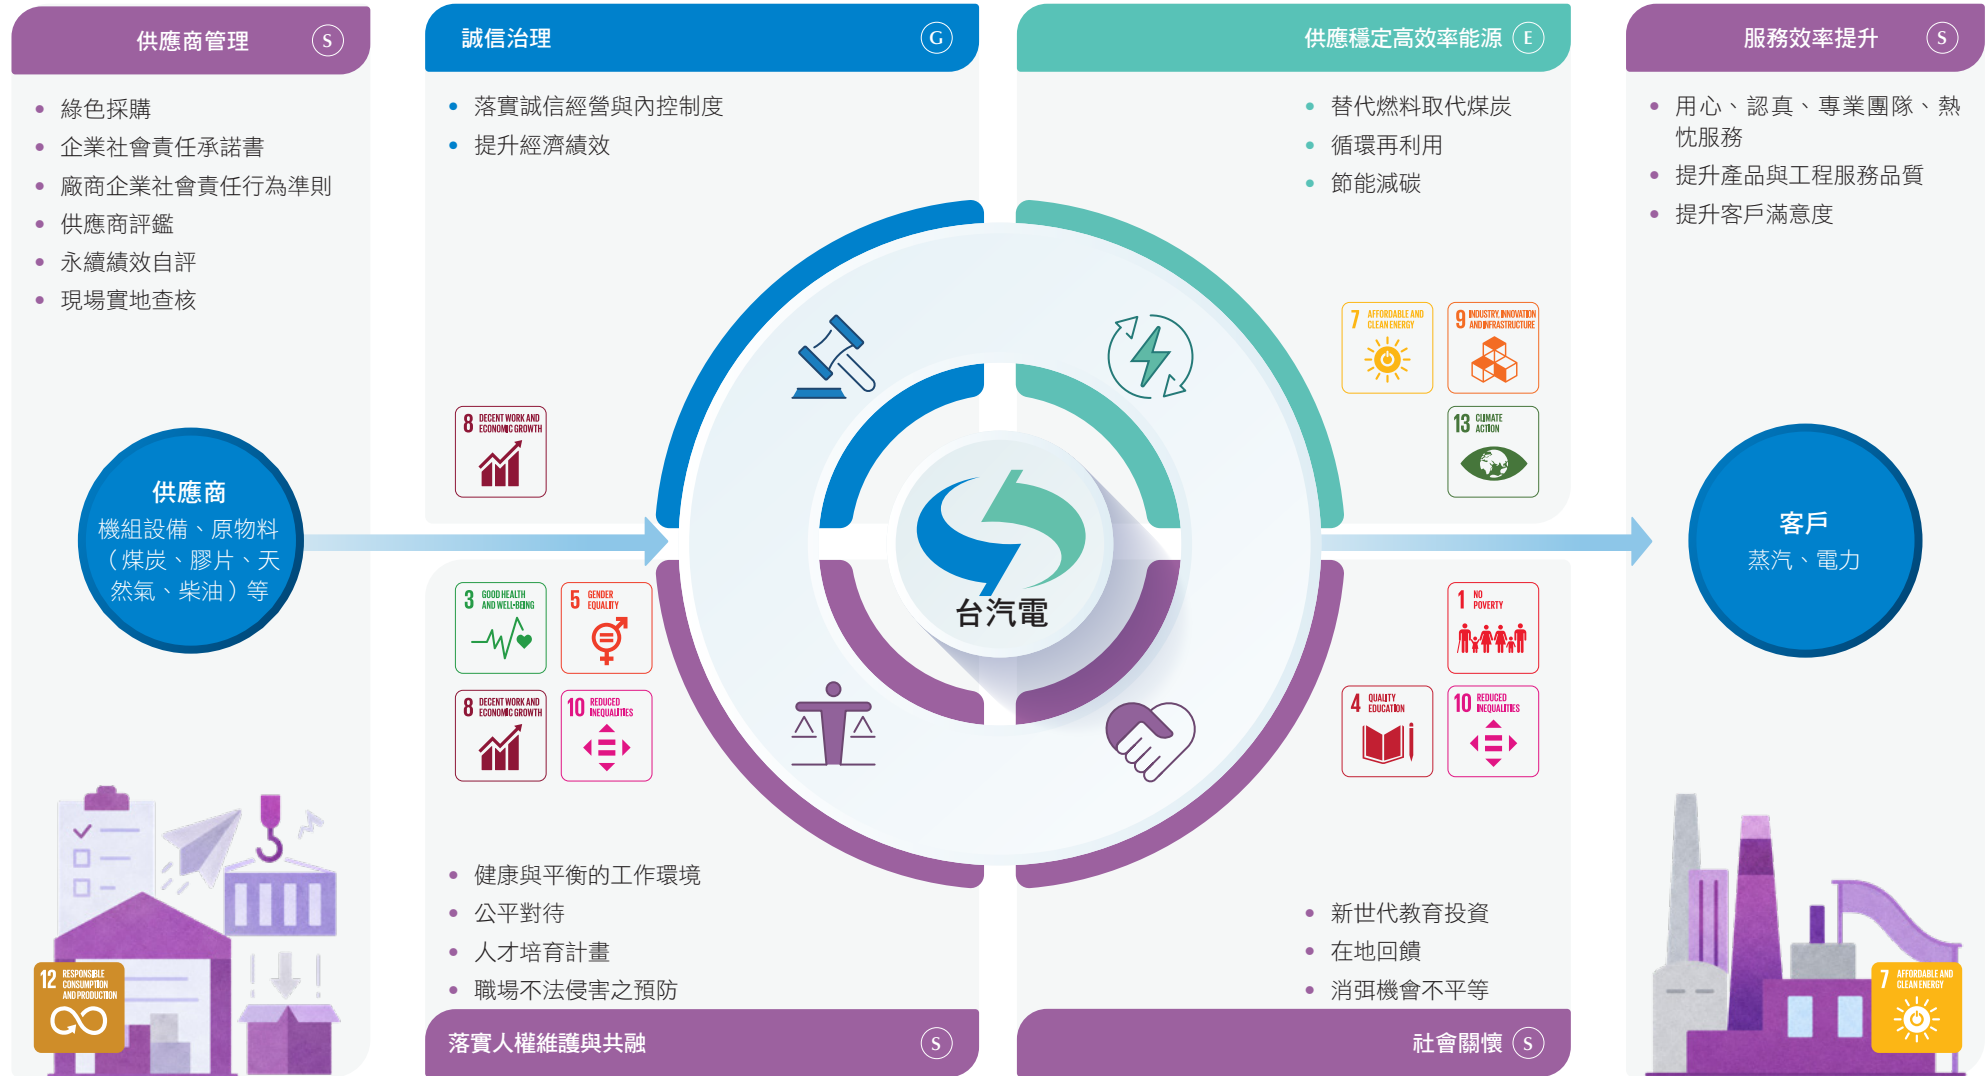 供應商管理 S
綠色採購
企業社會責任承諾書
廠商企業社會責任行為準則
供應商評鑑
永續績效自評
現場實地查核
供應商
機組設備、原物料
（煤炭、膠片、天
然氣、柴油）等
12 RESPONSIBLE
CONSUMPTION
AND PRODUCTION
誠信治理 G
落實誠信經營與內控制度
提升經濟績效
8 DECENT WORK AND
ECONOMIC GROWTH
供應穩定高效率能源 E
替代燃料取代煤炭
循環再利用
節能減碳
7 AFFORDABLE AND
CLEAN ENERGY
9 INDUSTRY, INNOVATION
AND INFRASTRUCTURE
13 CLIMATE
ACTION
台汽電
3 GOOD HEALTH
AND WELL-BEING
5 GENDER
EQUALITY
8 DECENT WORK AND
ECONOMIC GROWTH
10 REDUCED
INEQUALITIES
健康與平衡的工作環境
公平對待
人才培育計畫
職場不法侵害之預防
落實人權維護與共融 S
1 NO
POVERTY
4 QUALITY
EDUCATION
10 REDUCED
INEQUALITIES
新世代教育投資
在地回饋
消弭機會不平等
社會關懷 S
服務效率提升 S
用心、認真、專業團隊、熱
忱服務
提升產品與工程服務品質
提升客戶滿意度
客戶
蒸汽、電力
7 AFFORDABLE AND
CLEAN ENERGY